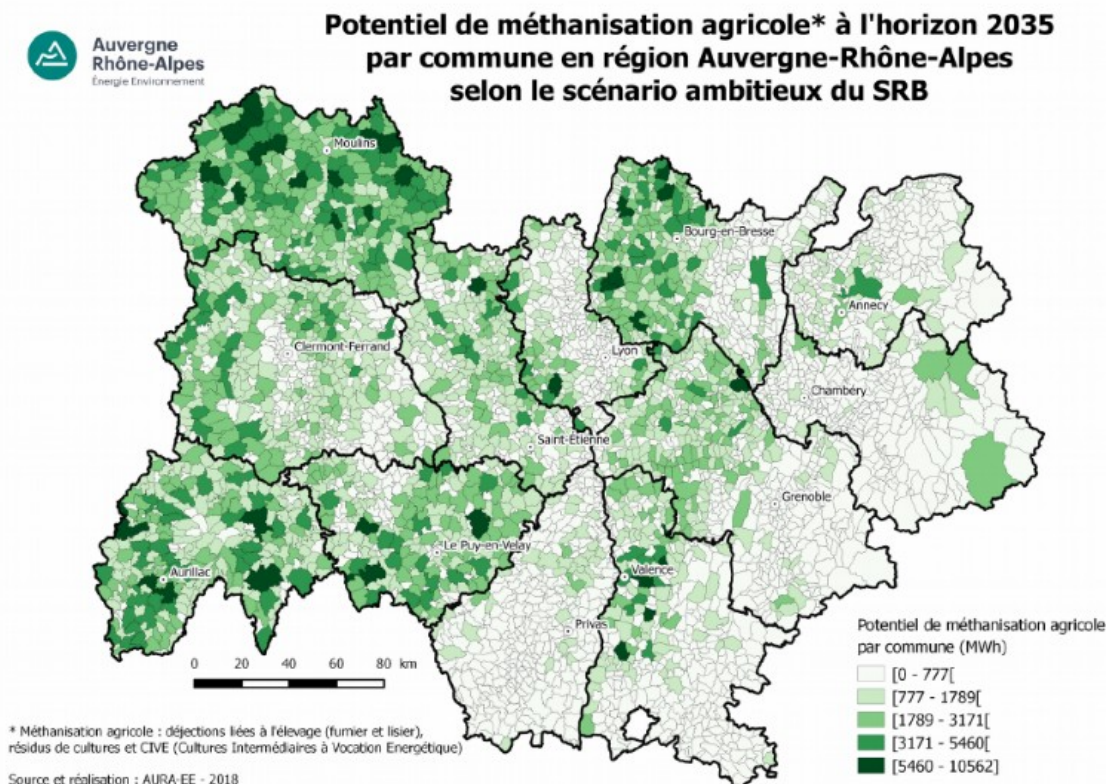 Auvergne
Rhône-Alpes
Énergie Environnement
Potentiel de méthanisation agricole* à l'horizon 2035
par commune en région Auvergne-Rhône-Alpes
selon le scénario ambitieux du SRB
Moulins
Bourg-en-Bresse
Annecy
Clermont-Ferrand
Lyon
Chambéry
Saint-Étienne
Grenoble
Le Puy-en-Velay
Aurillac
Valence
Privas
0 20 40 60 80 km
Potentiel de méthanisation agricole
par commune (MWh)
[0 - 777[
[777 - 1789[
[1789 - 3171[
[3171 - 5460[
[5460 - 10562]
* Méthanisation agricole : déjections liées à l'élevage (fumier et lisier),
résidus de cultures et CIVE (Cultures Intermédiaires à Vocation Energétique)
Source et réalisation : AURA-EE - 2018